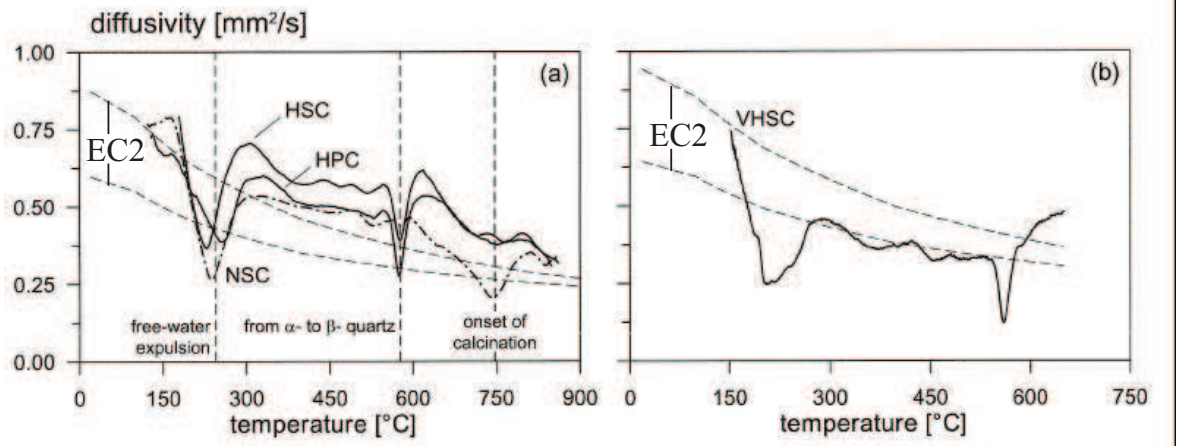 diffusivity [mm²/s]
1.00
0.75
0.50
0.25
0.00
(a)
EC2
HSC
HPC
NSC
free-water
expulsion
from α- to β- quartz
onset of
calcination
0 150 300 450 600 750 900
temperature [°C]
(b)
EC2
VHSC
0 150 300 450 600 750
temperature [°C]